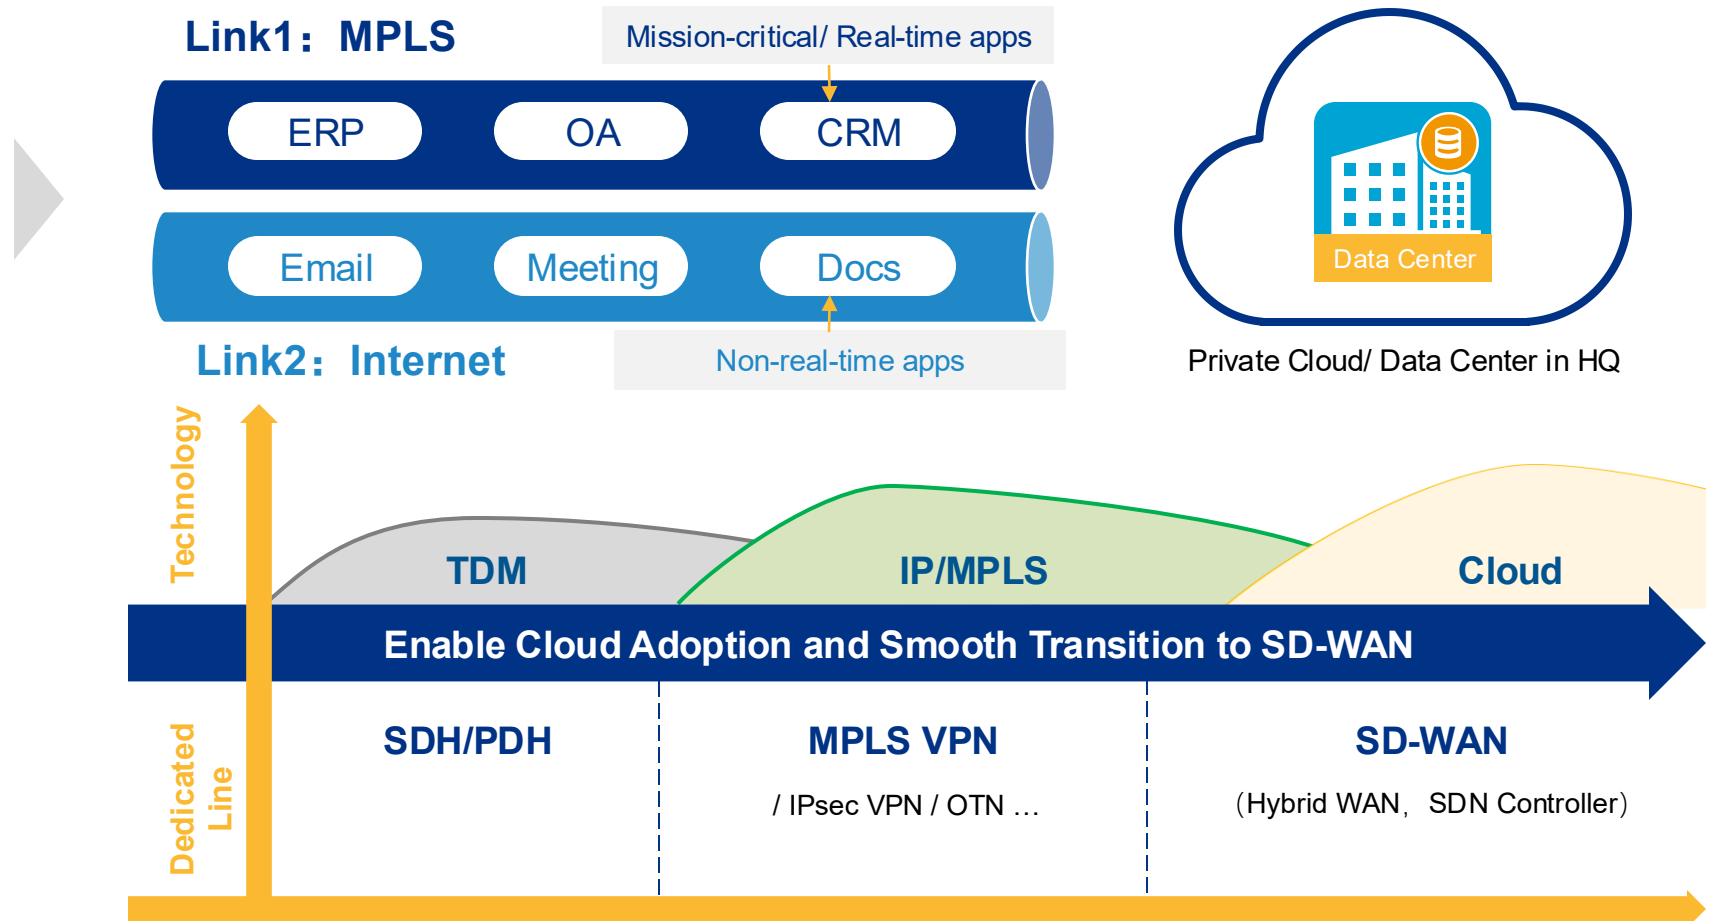 Link1：MPLS
Mission-critical/ Real-time apps
ERP
OA
CRM
Email
Meeting
Docs
Data Center
Link2：Internet
Non-real-time apps
Private Cloud/ Data Center in HQ
Technology
TDM
IP/MPLS
Cloud
Enable Cloud Adoption and Smooth Transition to SD-WAN
Dedicated
Line
SDH/PDH
MPLS VPN
/ IPsec VPN / OTN …
SD-WAN
（Hybrid WAN，SDN Controller）